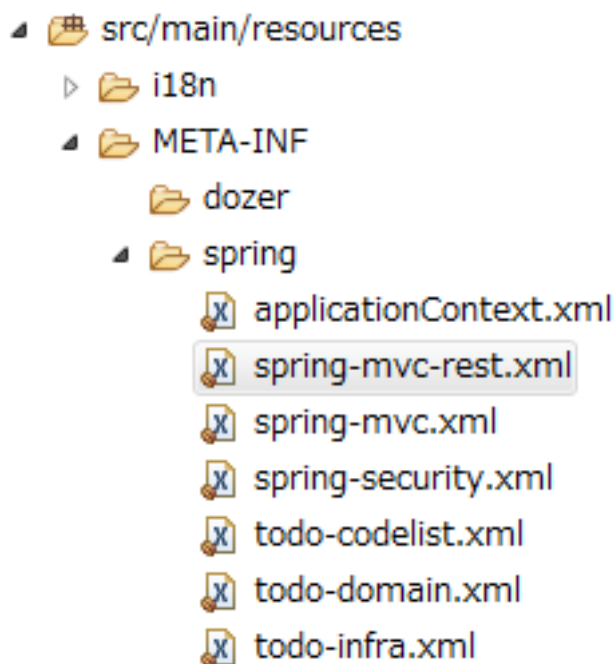 src/main/resources
i18n
META-INF
dozer
spring
applicationContext.xml
spring-mvc-rest.xml
spring-mvc.xml
spring-security.xml
todo-codelist.xml
todo-domain.xml
todo-infra.xml